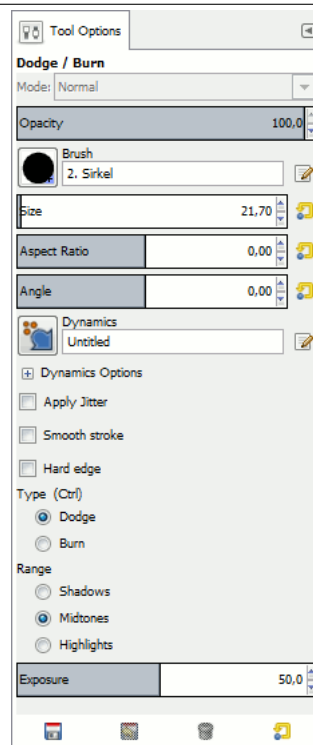 Tool Options
Dodge / Burn
Mode: Normal
Opacity 100,0
Brush
2. Sirkel
Size 21,70
Aspect Ratio 0,00
Angle 0,00
Dynamics
Untitled
Dynamics Options
Apply Jitter
Smooth stroke
Hard edge
Type (Ctrl)
Dodge
Burn
Range
Shadows
Midtones
Highlights
Exposure 50,0